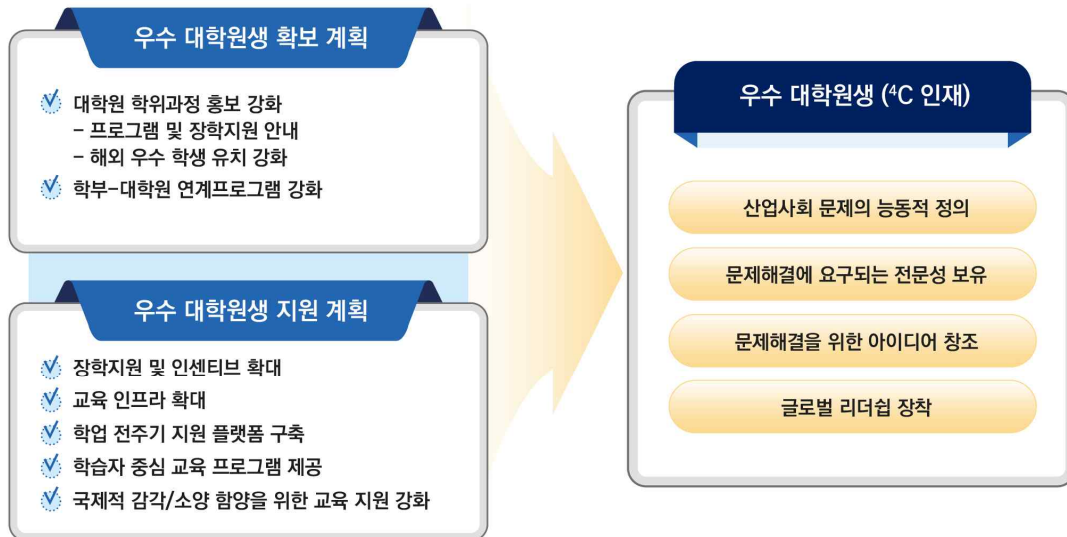 우수 대학원생 확보 계획
대학원 학위과정 홍보 강화
- 프로그램 및 장학지원 안내
- 해외 우수 학생 유치 강화
학부-대학원 연계프로그램 강화
우수 대학원생 지원 계획
장학지원 및 인센티브 확대
교육 인프라 확대
학업 전주기 지원 플랫폼 구축
학습자 중심 교육 프로그램 제공
국제적 감각/소양 함양을 위한 교육 지원 강화
우수 대학원생 (⁴C 인재)
산업사회 문제의 능동적 정의
문제해결에 요구되는 전문성 보유
문제해결을 위한 아이디어 창조
글로벌 리더쉽 장착